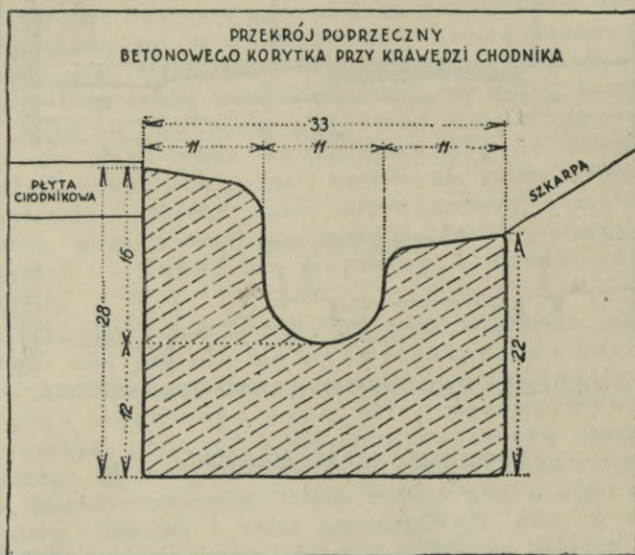 PRZEKRÓJ POPRZECZNY
BETONOWEGO KORYTKA PRZY KRAWĘDZI CHODNIKA
33
11 11 11
PŁYTA
CHODNIKOWA
SZKARPA
16
28
22
12